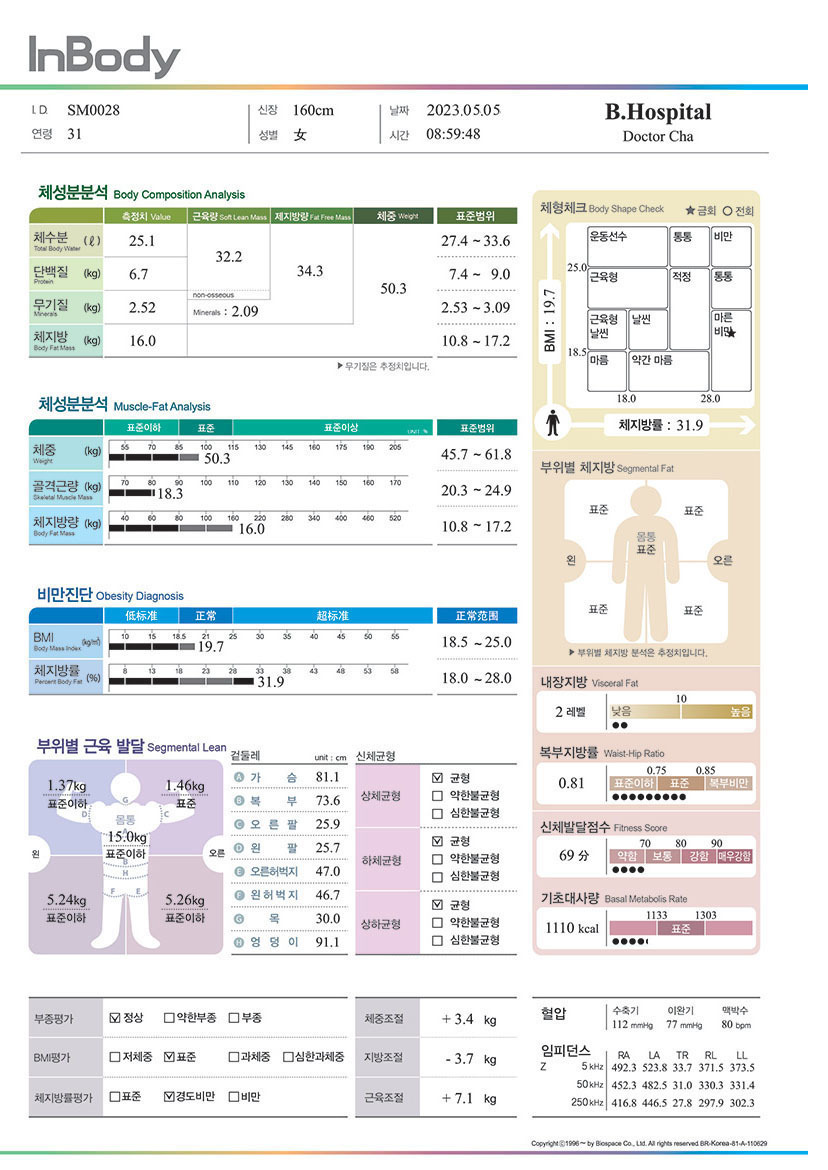 InBody
I.D. SM0028 신장 160cm 날짜 2023.05.05 B.Hospital
연령 31 성별 女 시간 08:59:48 Doctor Cha
체성분분석 Body Composition Analysis
측정치 Value 근육량 Soft Lean Mass 제지방량 Fat Free Mass 체중 Weight 표준범위
체수분 (ℓ) Total Body Water 25.1 32.2 34.3 50.3 27.4 ~ 33.6
단백질 (kg) Protein 6.7 7.4 ~ 9.0
무기질 (kg) Minerals 2.52 non-osseous Minerals : 2.09 2.53 ~ 3.09
체지방 (kg) Body Fat Mass 16.0 10.8 ~ 17.2
▶무기질은 추정치입니다.
체성분분석 Muscle-Fat Analysis
표준이하 표준 표준이상 UNIT : % 표준범위
체중 (kg) Weight 55 70 85 100 115 130 145 160 175 190 205 45.7 ~ 61.8
50.3
골격근량 (kg) Skeletal Muscle Mass 70 80 90 100 110 120 130 140 150 160 170 20.3 ~ 24.9
18.3
체지방량 (kg) Body Fat Mass 40 60 80 100 160 220 280 340 400 460 520 10.8 ~ 17.2
16.0
비만진단 Obesity Diagnosis
低标准 正常 超标准 正常范围
BMI (kg/㎡) Body Mass Index 10 15 18.5 21 25 30 35 40 45 50 55 18.5 ~ 25.0
19.7
체지방률 (%) Percent Body Fat 8 13 18 23 28 33 38 43 48 53 58 18.0 ~ 28.0
31.9
부위별 근육 발달 Segmental Lean
1.37kg 1.46kg
표준이하 표준
G
D C
몸통
A
15.0kg
표준이하
왼 오른
B
H
F E
5.24kg 5.26kg
표준이하 표준이하
겉둘레 unit : cm
A 가 슴 81.1
B 복 부 73.6
C 오 른 팔 25.9
D 왼 팔 25.7
E 오른허벅지 47.0
F 왼허벅지 46.7
G 목 30.0
H 엉 덩 이 91.1
신체균형
상체균형 균형
약한불균형
심한불균형
하체균형 균형
약한불균형
심한불균형
상하균형 균형
약한불균형
심한불균형
체형체크 Body Shape Check ★금회 ○전회
운동선수 통통 비만
25.0
근육형 적정 통통
BMI : 19.7
근육형 날씬 날씬 마른 비만
18.5
마름 약간 마름
18.0 28.0
체지방률 : 31.9
부위별 체지방 Segmental Fat
표준 표준
몸통
표준
왼 오른
표준 표준
▶ 부위별 체지방 분석은 추정치입니다.
내장지방 Visceral Fat
10
2 레벨 낮음 높음
복부지방률 Waist-Hip Ratio
0.75 0.85
0.81 표준이하 표준 복부비만
신체발달점수 Fitness Score
70 80 90
69 分 약함 보통 강함 매우강함
기초대사량 Basal Metabolis Rate
1133 1303
1110 kcal 표준
부종평가 정상 약한부종 부종
BMI평가 저체중 표준 과체중 심한과체중
체지방률평가 표준 경도비만 비만
체중조절 + 3.4 kg
지방조절 - 3.7 kg
근육조절 + 7.1 kg
혈압 수축기 이완기 맥박수
112 mmHg 77 mmHg 80 bpm
임피던스 RA LA TR RL LL
Z 5 kHz 492.3 523.8 33.7 371.5 373.5
50 kHz 452.3 482.5 31.0 330.3 331.4
250 kHz 416.8 446.5 27.8 297.9 302.3
Copyright ⓒ1996 ~ by Biospace Co., Ltd. All rights reserved. BR-Korea-81-A-110629